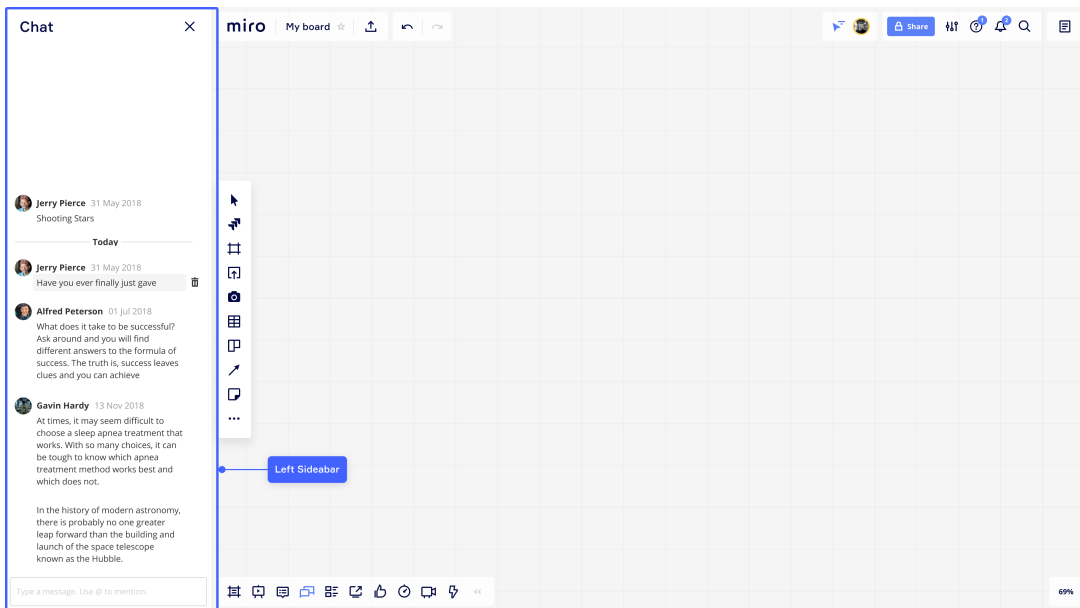 Chat
miro
My board
Share
1
2
Jerry Pierce 31 May 2018
Shooting Stars
Today
Jerry Pierce 31 May 2018
Have you ever finally just gave
Alfred Peterson 01 Jul 2018
What does it take to be successful?
Ask around and you will find
different answers to the formula of
success. The truth is, success leaves
clues and you can achieve
Gavin Hardy 13 Nov 2018
At times, it may seem difficult to
choose a sleep apnea treatment that
works. With so many choices, it can
be tough to know which apnea
treatment method works best and
which does not.
In the history of modern astronomy,
there is probably no one greater
leap forward than the building and
launch of the space telescope
known as the Hubble.
Type a message. Use @ to mention.
Left Sideabar
69%